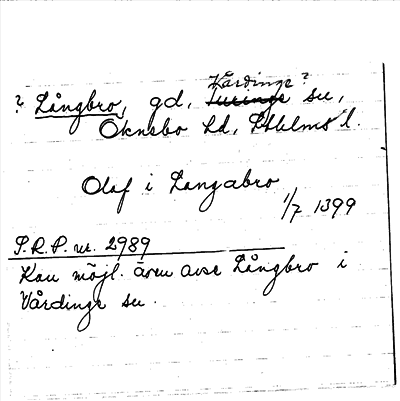 Vårdinge?
? Långbro, gd, Turinge sn,
Öknebo hd, Sthlms l.
Olaf i Langabro
1/7 1399
S.R.P. nr. 2989
Kan möjl. även avse Långbro i
Vårdinge sn.